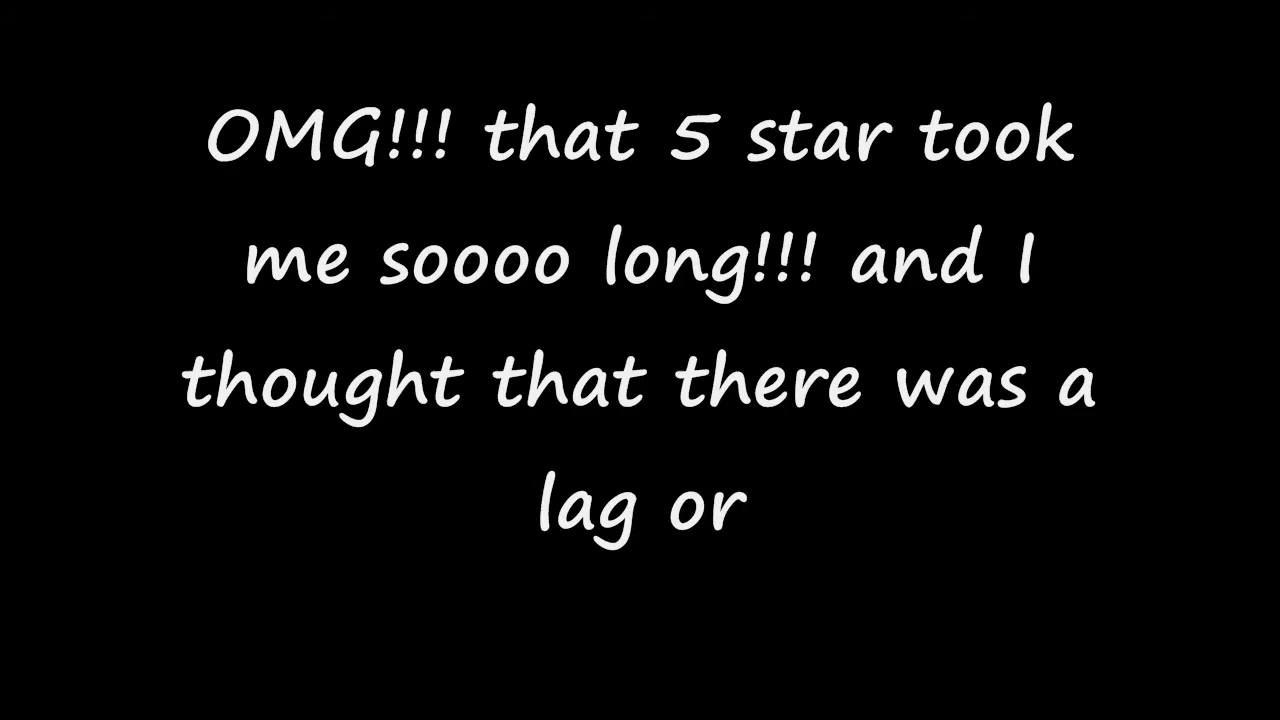 OMG!!! that 5 star took
me soooo long!!! and I
thought that there was a
lag or